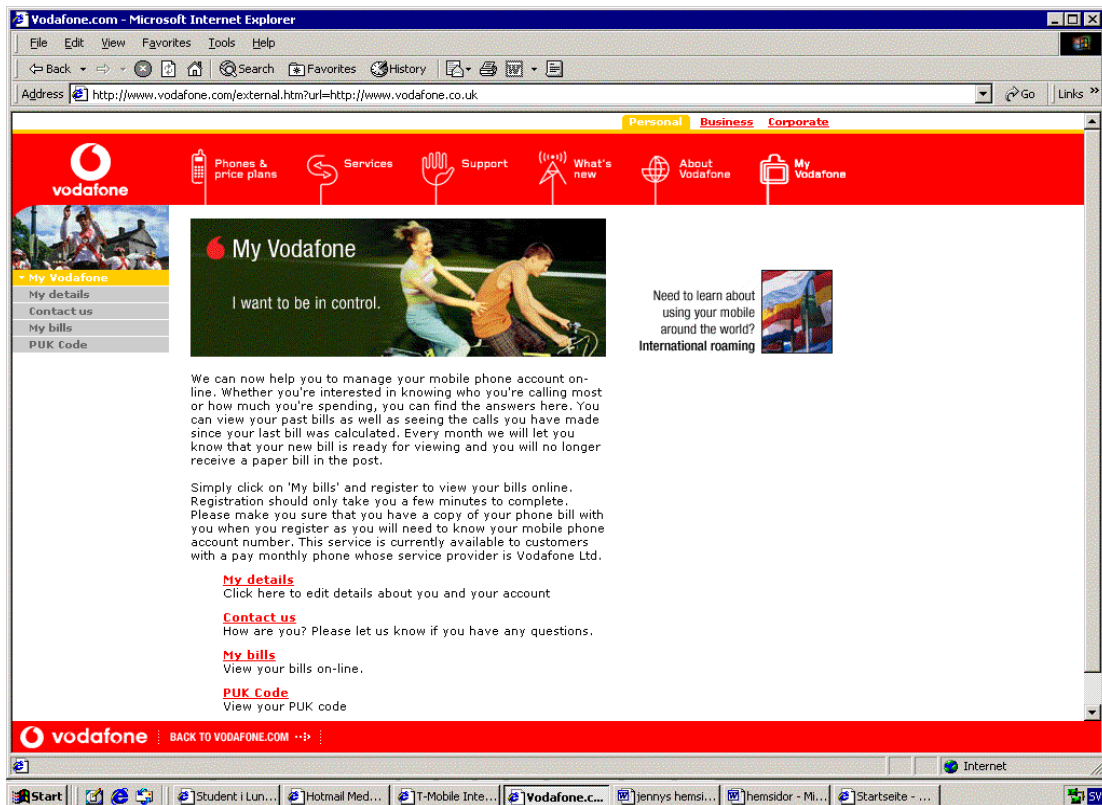 Vodafone.com - Microsoft Internet Explorer
File Edit View Favorites Tools Help
Back Search Favorites History
Address http://www.vodafone.com/external.htm?url=http://www.vodafone.co.uk Go Links »
Personal Business Corporate
vodafone
Phones & price plans
Services
Support
What's new
About Vodafone
My Vodafone
My Vodafone
My details
Contact us
My bills
PUK Code
My Vodafone
I want to be in control.
Need to learn about
using your mobile
around the world?
International roaming
We can now help you to manage your mobile phone account on-
line. Whether you're interested in knowing who you're calling most
or how much you're spending, you can find the answers here. You
can view your past bills as well as seeing the calls you have made
since your last bill was calculated. Every month we will let you
know that your new bill is ready for viewing and you will no longer
receive a paper bill in the post.
Simply click on 'My bills' and register to view your bills online.
Registration should only take you a few minutes to complete.
Please make you sure that you have a copy of your phone bill with
you when you register as you will need to know your mobile phone
account number. This service is currently available to customers
with a pay monthly phone whose service provider is Vodafone Ltd.
My details
Click here to edit details about you and your account
Contact us
How are you? Please let us know if you have any questions.
My bills
View your bills on-line.
PUK Code
View your PUK code
vodafone BACK TO VODAFONE.COM
Internet
Start Student i Lun... Hotmail Med... T-Mobile Inte... Vodafone.c... jennys hemsi... hemsidor - Mi... Startseite - ... SV